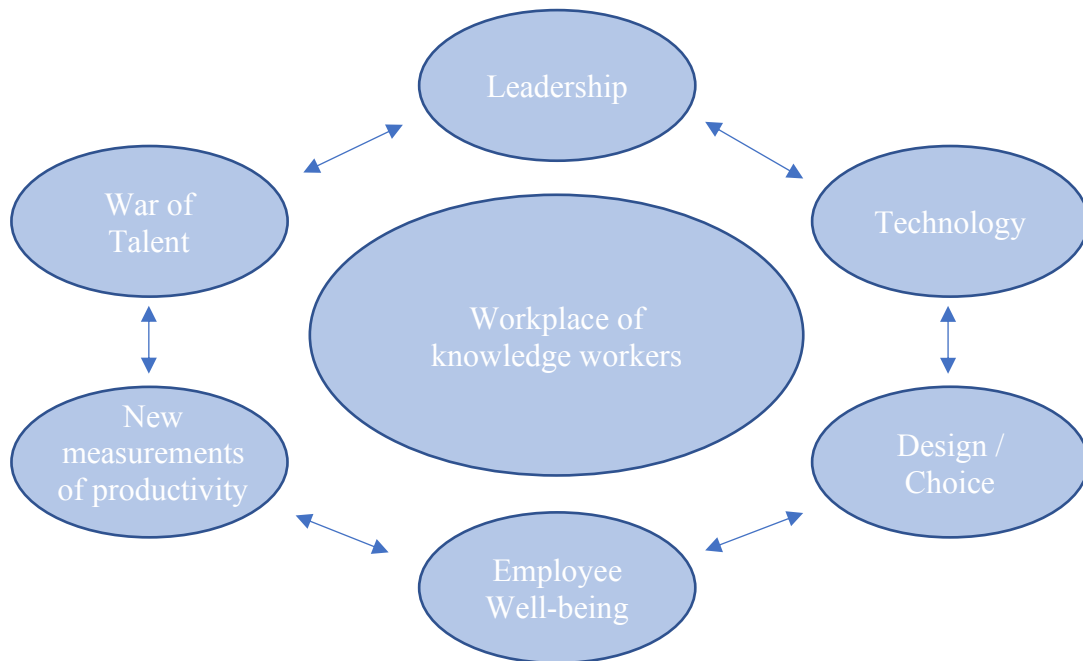 Leadership
War of
Talent
Technology
Workplace of
knowledge workers
New
measurements
of productivity
Design /
Choice
Employee
Well-being